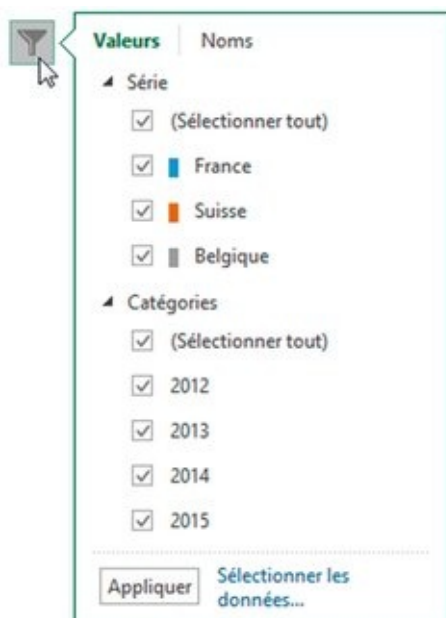 Valeurs Noms
Série
(Sélectionner tout)
France
Suisse
Belgique
Catégories
(Sélectionner tout)
2012
2013
2014
2015
Appliquer
Sélectionner les
données...